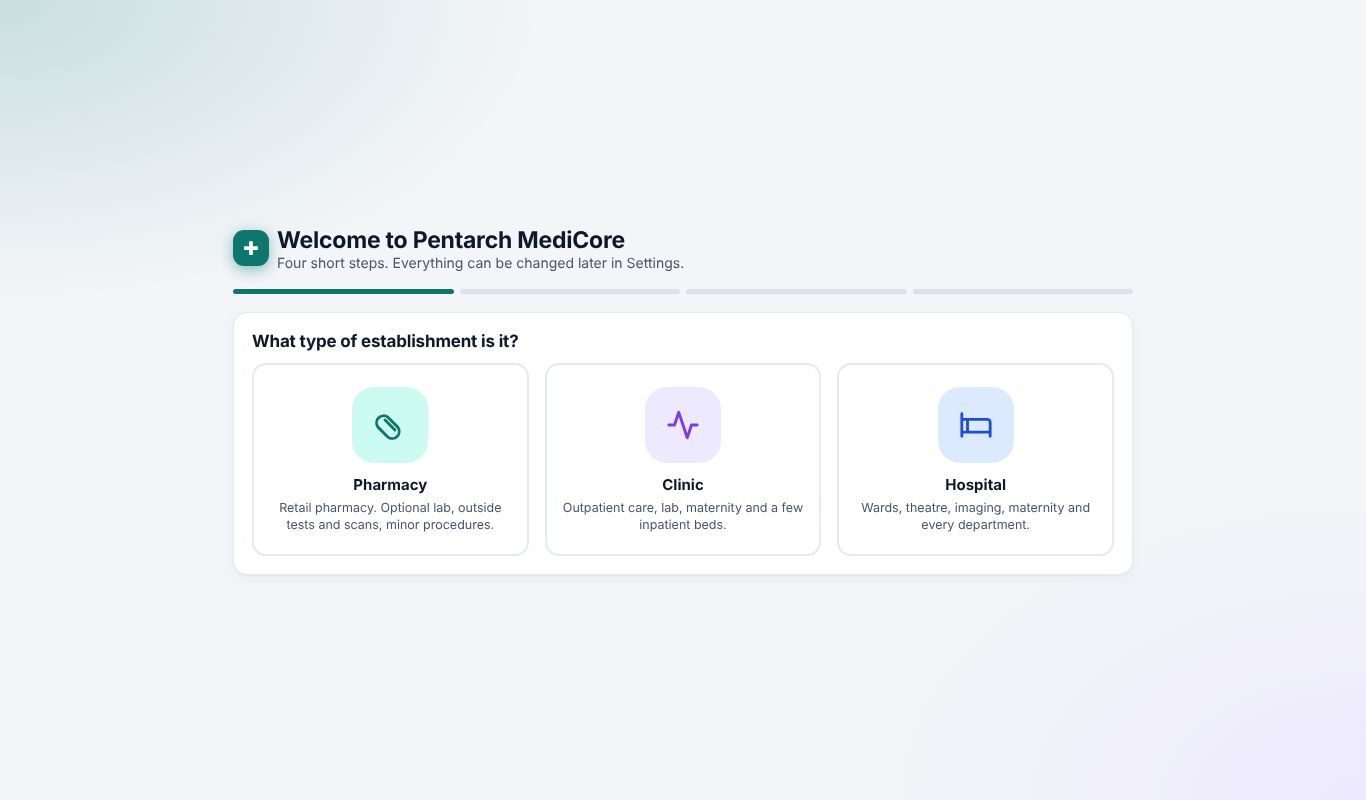 Welcome to Pentarch MediCore
Four short steps. Everything can be changed later in Settings.
What type of establishment is it?
Pharmacy
Retail pharmacy. Optional lab, outside
tests and scans, minor procedures.
Clinic
Outpatient care, lab, maternity and a few
inpatient beds.
Hospital
Wards, theatre, imaging, maternity and
every department.